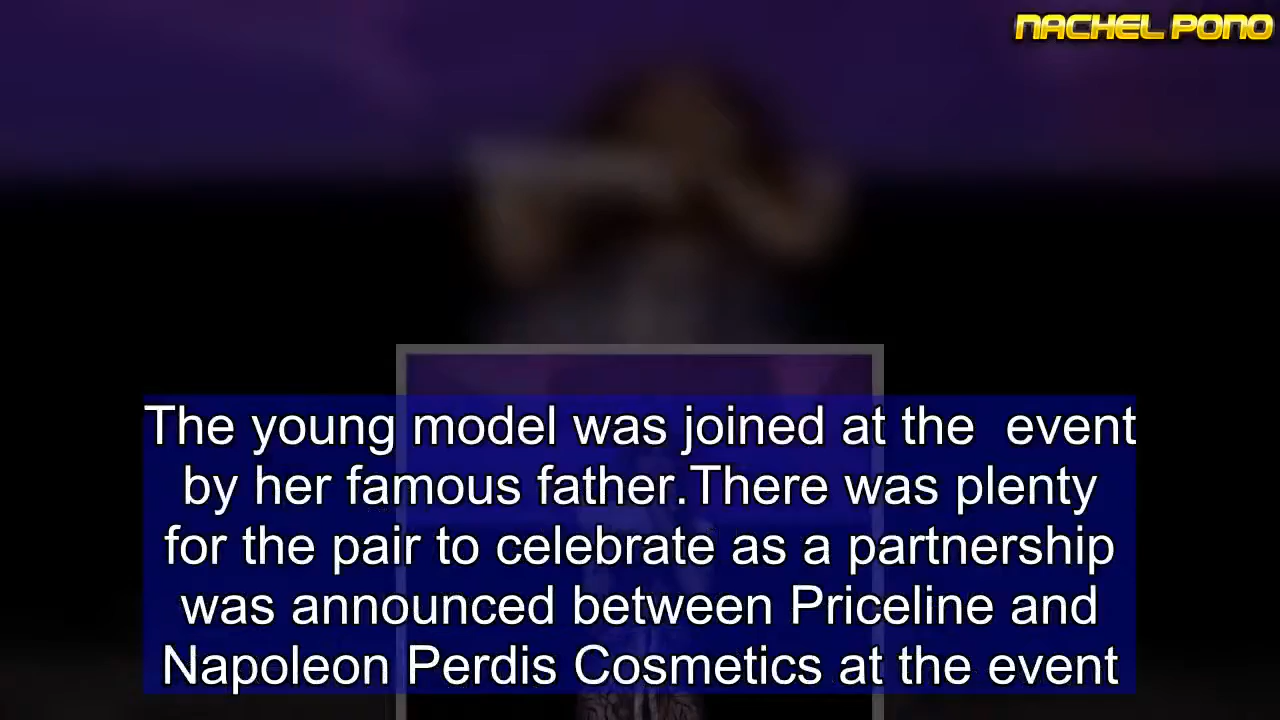 NACHEL PONO
The young model was joined at the  event
by her famous father.There was plenty
for the pair to celebrate as a partnership
was announced between Priceline and
Napoleon Perdis Cosmetics at the event